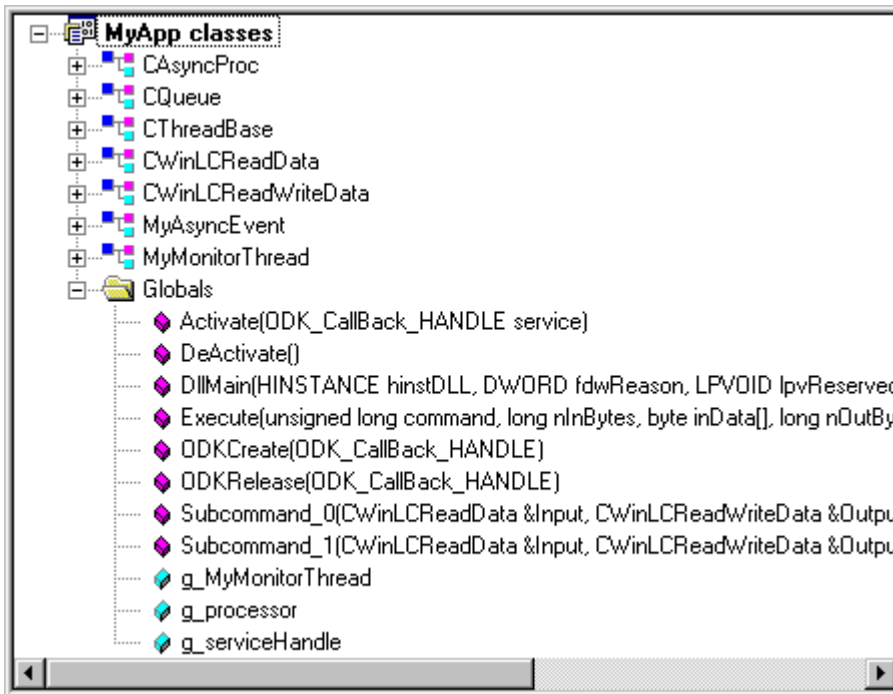 MyApp classes
CAsyncProc
CQueue
CThreadBase
CWinLCReadData
CWinLCReadWriteData
MyAsyncEvent
MyMonitorThread
Globals
Activate(ODK_CallBack_HANDLE service)
DeActivate()
DllMain(HINSTANCE hinstDLL, DWORD fdwReason, LPVOID lpvReserved
Execute(unsigned long command, long nInBytes, byte inData[], long nOutBy
ODKCreate(ODK_CallBack_HANDLE)
ODKRelease(ODK_CallBack_HANDLE)
Subcommand_0(CWinLCReadData &Input, CWinLCReadWriteData &Outpu
Subcommand_1(CWinLCReadData &Input, CWinLCReadWriteData &Outpu
g_MyMonitorThread
g_processor
g_serviceHandle